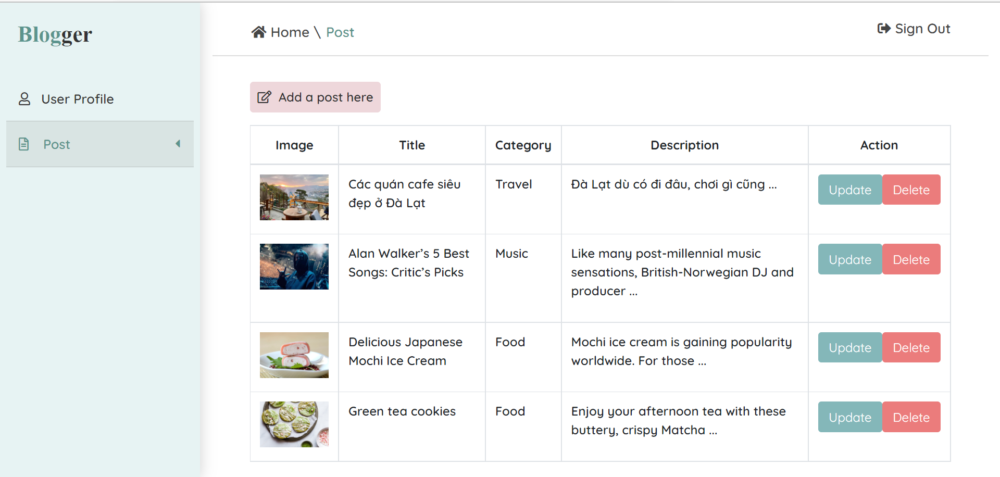 Blogger
Home \ Post
Sign Out
User Profile
Post
Add a post here
Image Title Category Description Action
Các quán cafe siêu
đẹp ở Đà Lạt
Travel
Đà Lạt dù có đi đâu, chơi gì cũng ...
Update Delete
Alan Walker’s 5 Best
Songs: Critic’s Picks
Music
Like many post-millennial music
sensations, British-Norwegian DJ and
producer ...
Update Delete
Delicious Japanese
Mochi Ice Cream
Food
Mochi ice cream is gaining popularity
worldwide. For those ...
Update Delete
Green tea cookies
Food
Enjoy your afternoon tea with these
buttery, crispy Matcha ...
Update Delete